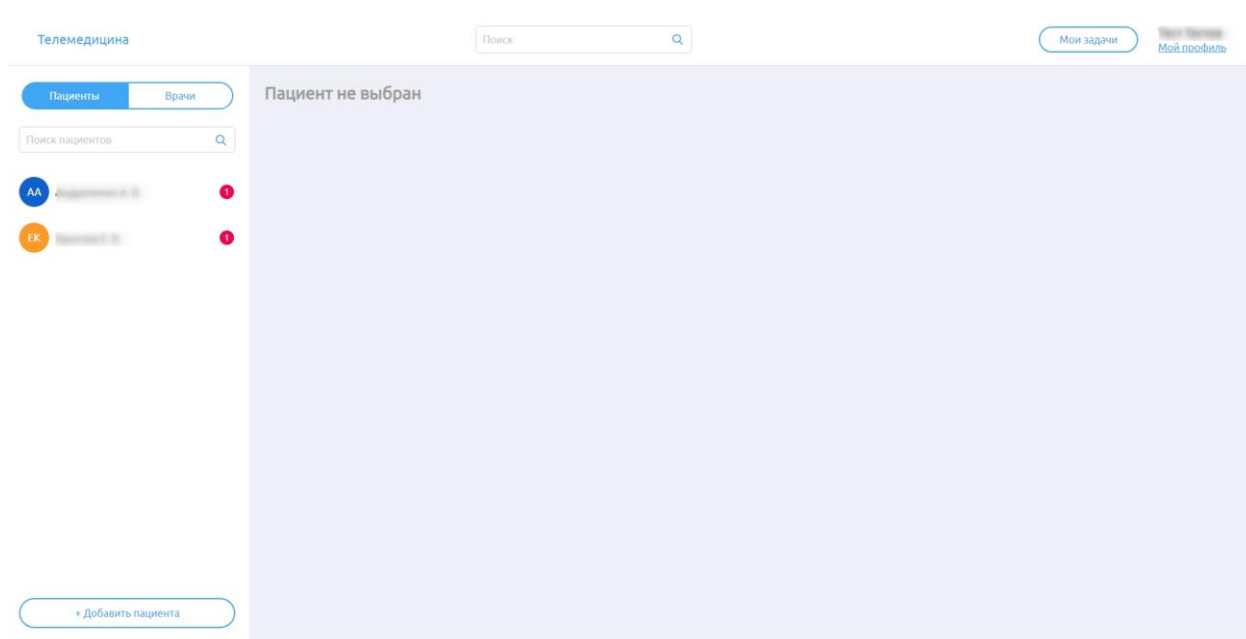 Телемедицина
Поиск
Мои задачи
Мой профиль
Пациенты
Врачи
Пациент не выбран
Поиск пациентов
АА
1
ЕК
1
+ Добавить пациента